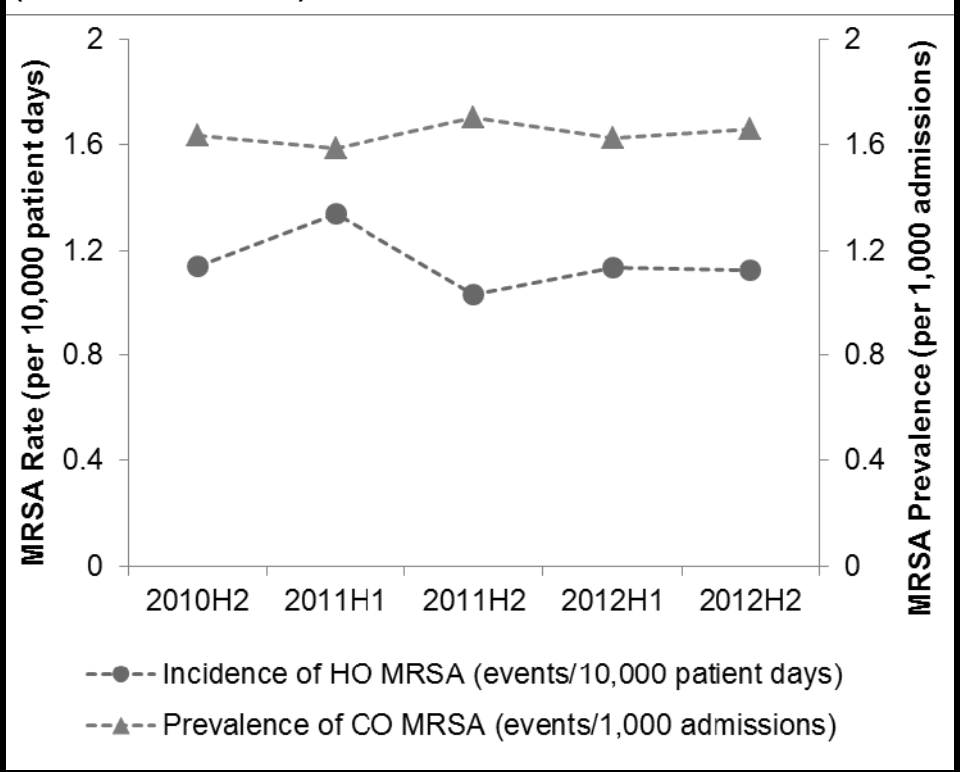 2
1.6
1.2
0.8
0.4
0
MRSA Rate (per 10,000 patient days)
2
1.6
1.2
0.8
0.4
0
MRSA Prevalence (per 1,000 admissions)
2010H2 2011H1 2011H2 2012H1 2012H2
Incidence of HO MRSA (events/10,000 patient days)
Prevalence of CO MRSA (events/1,000 admissions)